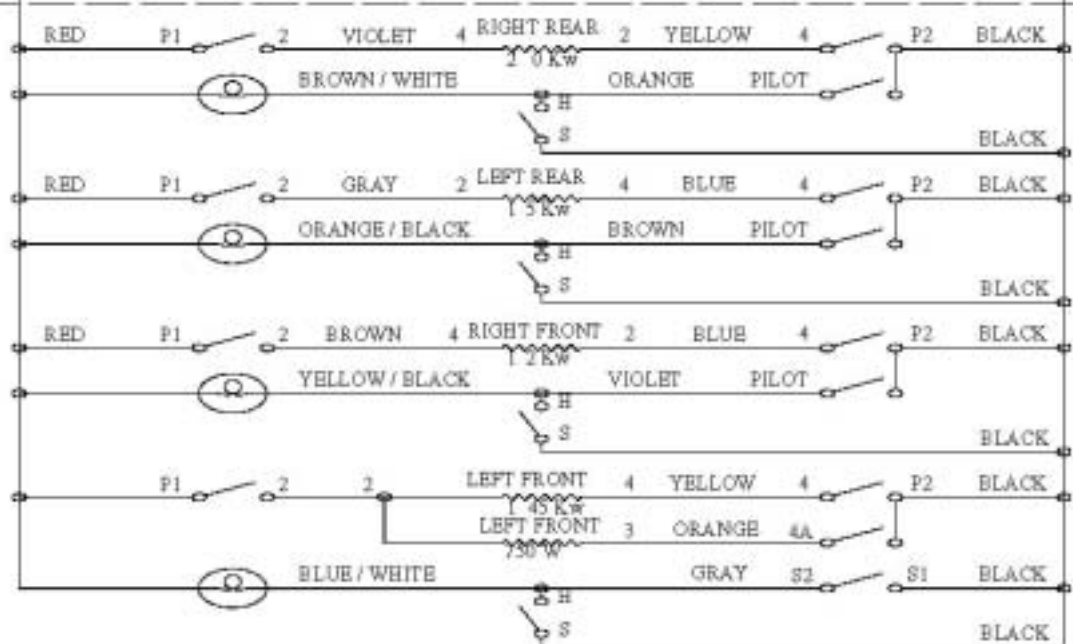 RED P1 2 VIOLET 4 RIGHT REAR 2 YELLOW 4 P2 BLACK
2 0 Kw
BROWN / WHITE ORANGE PILOT
H
S BLACK
RED P1 2 GRAY 2 LEFT REAR 4 BLUE 4 P2 BLACK
1 5 Kw
Ω ORANGE / BLACK BROWN PILOT
H
S BLACK
RED P1 2 BROWN 4 RIGHT FRONT 2 BLUE 4 P2 BLACK
1 2 Kw
Ω YELLOW / BLACK VIOLET PILOT
H
S BLACK
P1 2 2 LEFT FRONT 4 YELLOW 4 P2 BLACK
1 45 Kw
LEFT FRONT 3 ORANGE 4A
730 W
Ω BLUE / WHITE GRAY S2 S1 BLACK
H
S BLACK